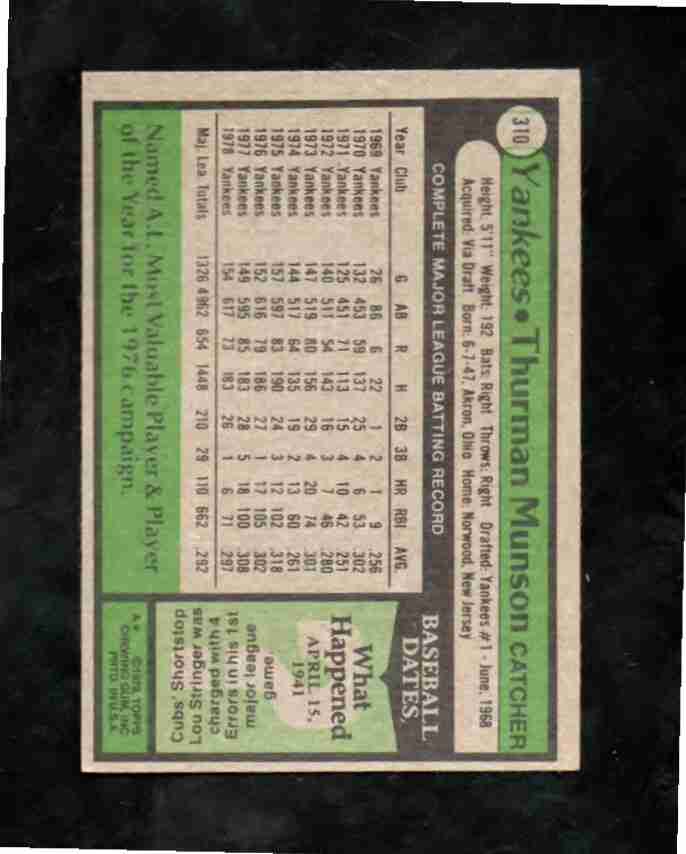 310
Yankees • Thurman Munson CATCHER
Height: 5'11" Weight: 192 Bats: Right Throws: Right Drafted: Yankees #1 - June, 1968
Acquired: Via Draft Born: 6-7-47, Akron, Ohio Home: Norwood, New Jersey
COMPLETE MAJOR LEAGUE BATTING RECORD
Year Club G AB R H 2B 3B HR RBI AVG.
1969 Yankees 26 86 6 22 1 2 1 9 .256
1970 Yankees 132 453 59 137 25 4 6 53 .302
1971 Yankees 125 451 71 113 15 4 10 42 .251
1972 Yankees 140 511 54 143 16 3 7 46 .280
1973 Yankees 147 519 80 156 29 4 20 74 .301
1974 Yankees 144 517 64 135 19 2 13 60 .261
1975 Yankees 157 597 83 190 24 3 12 102 .318
1976 Yankees 152 616 79 186 27 1 17 105 .302
1977 Yankees 149 595 85 183 28 5 18 100 .308
1978 Yankees 154 617 73 183 26 1 6 71 .297
Maj. Lea. Totals 1326 4962 654 1448 210 29 110 662 .292
Named A.L. Most Valuable Player & Player
of the Year for the 1976 campaign.
BASEBALL
DATES,
What
Happened
APRIL 15,
1941
Cubs' Shortstop
Lou Stringer was
charged with 4
Errors in his 1st
major league
game
A★ ©1979 TOPPS
CHEWING GUM, INC.
PRTD. IN U.S.A.